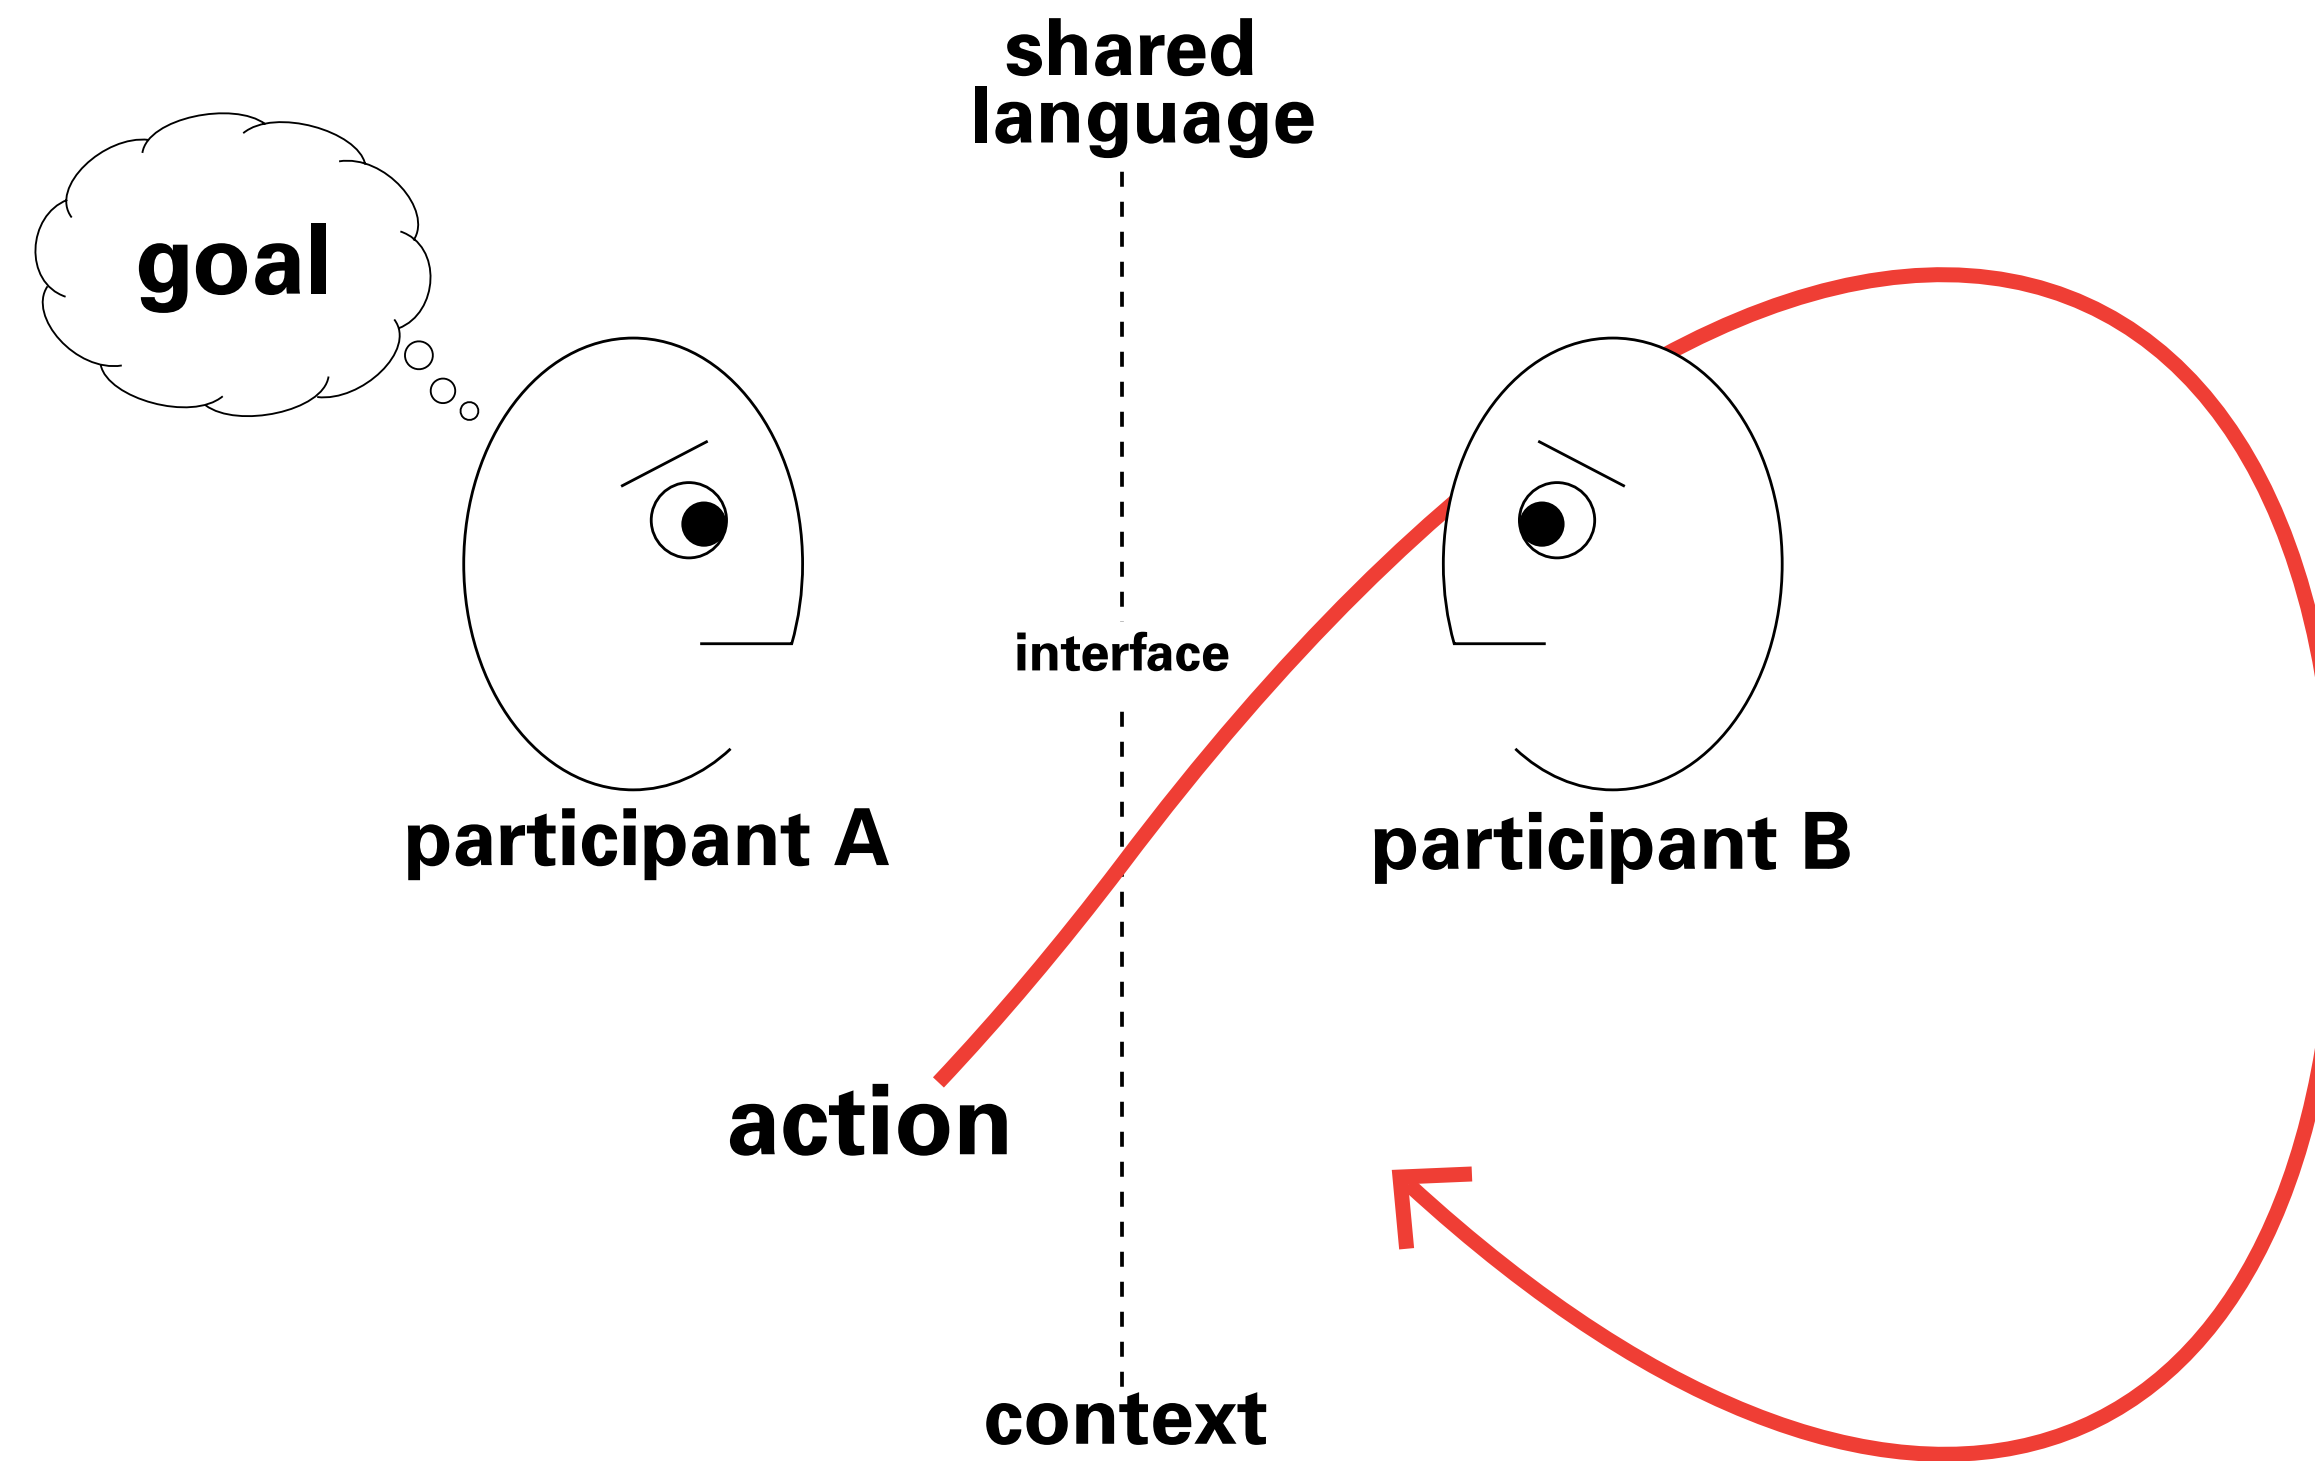 shared
language
goal
interface
participant A
participant B
action
context